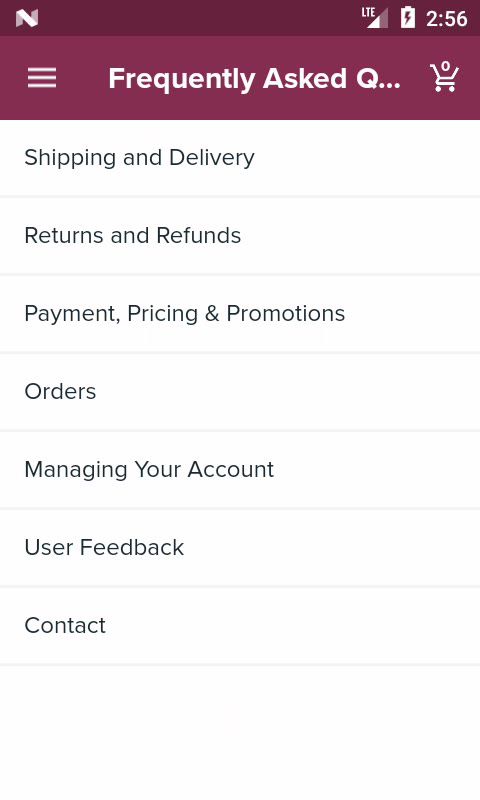 LTE 2:56
Frequently Asked Q...
0
Shipping and Delivery
Returns and Refunds
Payment, Pricing & Promotions
Orders
Managing Your Account
User Feedback
Contact